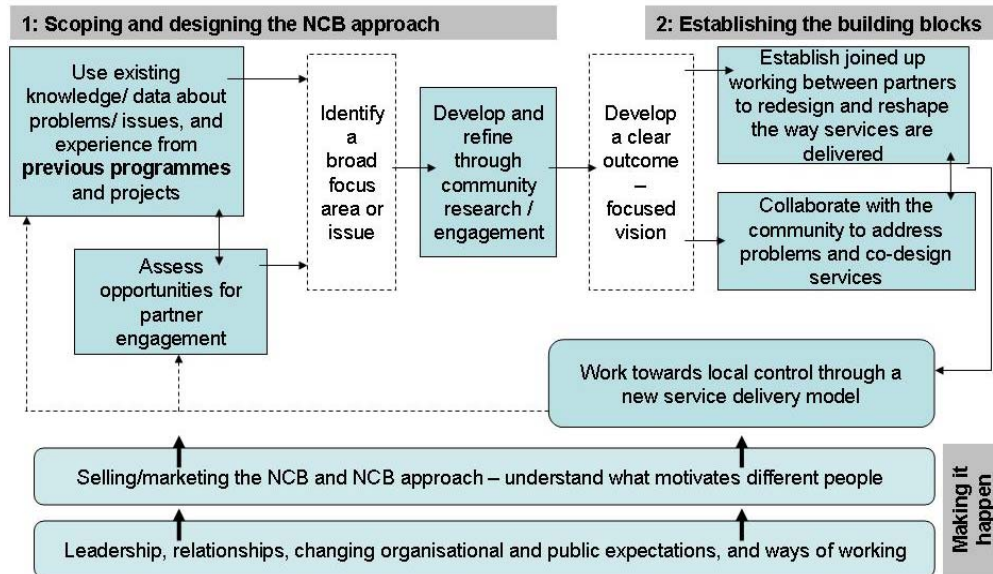 1: Scoping and designing the NCB approach
2: Establishing the building blocks
Use existing
knowledge/ data about
problems/ issues, and
experience from
previous programmes
and projects
Assess
opportunities for
partner
engagement
Identify
a
broad
focus
area or
issue
Develop and
refine
through
community
research /
engagement
Develop
a clear
outcome
–
focused
vision
Establish joined up
working between partners
to redesign and reshape
the way services are
delivered
Collaborate with the
community to address
problems and co-design
services
Work towards local control through a
new service delivery model
Selling/marketing the NCB and NCB approach – understand what motivates different people
Leadership, relationships, changing organisational and public expectations, and ways of working
Making it
happen